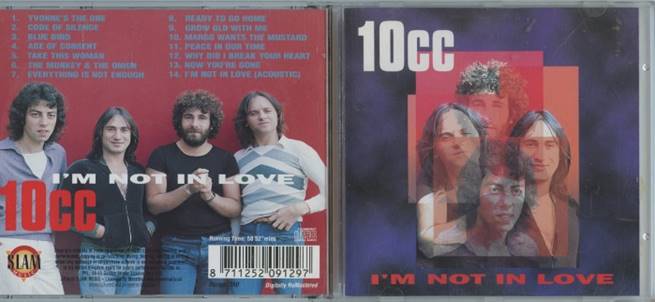 1. YVONNE'S THE ONE
2. CODE OF SILENCE
3. BLUE BIRD
4. AGE OF CONSENT
5. TAKE THIS WOMAN
6. THE MONKEY & THE ONION
7. EVERYTHING IS NOT ENOUGH
8. READY TO GO HOME
9. GROW OLD WITH ME
10. MARGO WANTS THE MUSTARD
11. PEACE IN OUR TIME
12. WHY DID I BREAK YOUR HEART
13. NOW YOU'RE GONE
14. I'M NOT IN LOVE (ACOUSTIC)
I'M NOT IN LOVE
10CC
SLAM
Running Time: 58'52" mins
8 711252 091297
Digitally ReMastered
10CC
I'M NOT IN LOVE